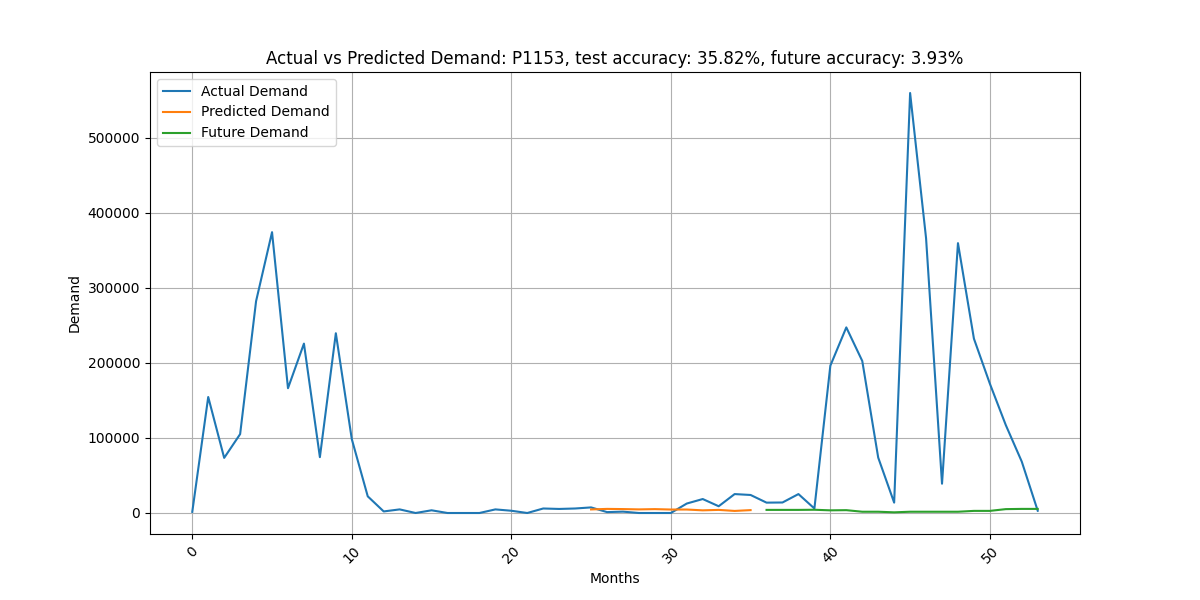 Actual vs Predicted Demand: P1153, test accuracy: 35.82%, future accuracy: 3.93%
Actual Demand
Predicted Demand
Future Demand
Demand
500000
400000
300000
200000
100000
0
0
10
20
30
40
50
Months